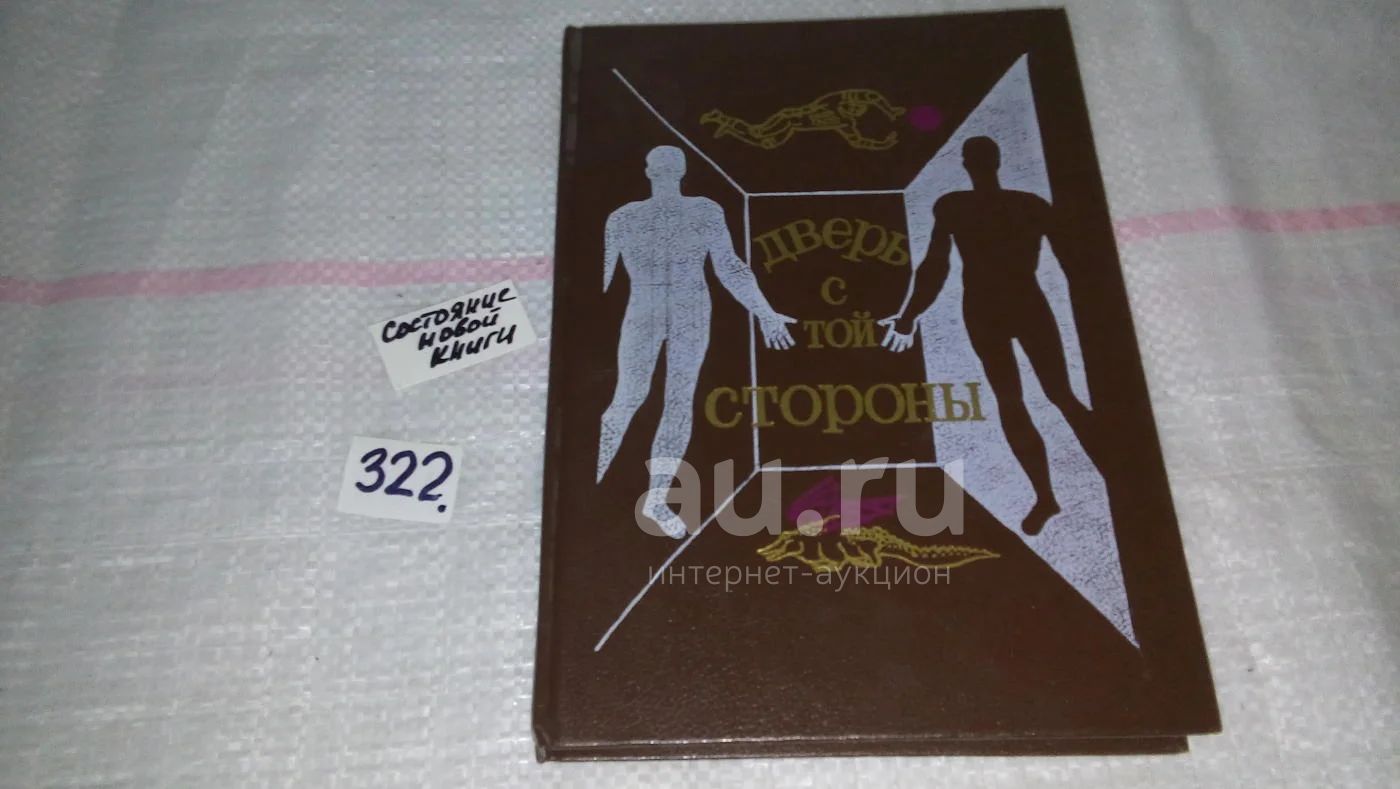 дверь
с
той
стороны
состояние
новой
книги
322.
au.ru
интернет-аукцион